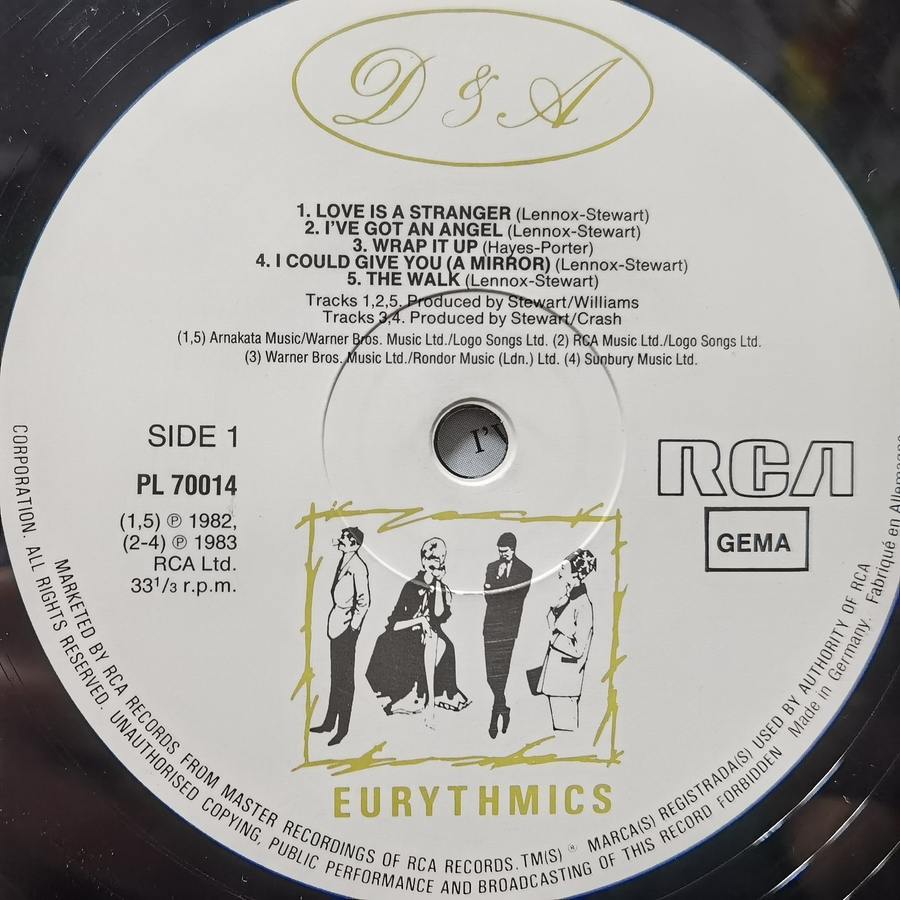 D & A
1. LOVE IS A STRANGER (Lennox-Stewart)
2. I'VE GOT AN ANGEL (Lennox-Stewart)
3. WRAP IT UP (Hayes-Porter)
4. I COULD GIVE YOU (A MIRROR) (Lennox-Stewart)
5. THE WALK (Lennox-Stewart)
Tracks 1,2,5. Produced by Stewart/Williams
Tracks 3,4. Produced by Stewart/Crash
(1,5) Arnakata Music/Warner Bros. Music Ltd./Logo Songs Ltd. (2) RCA Music Ltd./Logo Songs Ltd.
(3) Warner Bros. Music Ltd./Rondor Music (Ldn.) Ltd. (4) Sunbury Music Ltd.
I'V
SIDE 1
PL 70014
(1,5) ℗ 1982,
(2-4) ℗ 1983
RCA Ltd.
33 1/3 r.p.m.
RCA
GEMA
EURYTHMICS
MARKETED BY RCA RECORDS FROM MASTER RECORDINGS OF RCA RECORDS. TM(S) ® MARCA(S) REGISTRADA(S) USED BY AUTHORITY OF RCA
CORPORATION. ALL RIGHTS RESERVED. UNAUTHORISED COPYING, PUBLIC PERFORMANCE AND BROADCASTING OF THIS RECORD FORBIDDEN Made in Germany. Fabriqué en Allemagne